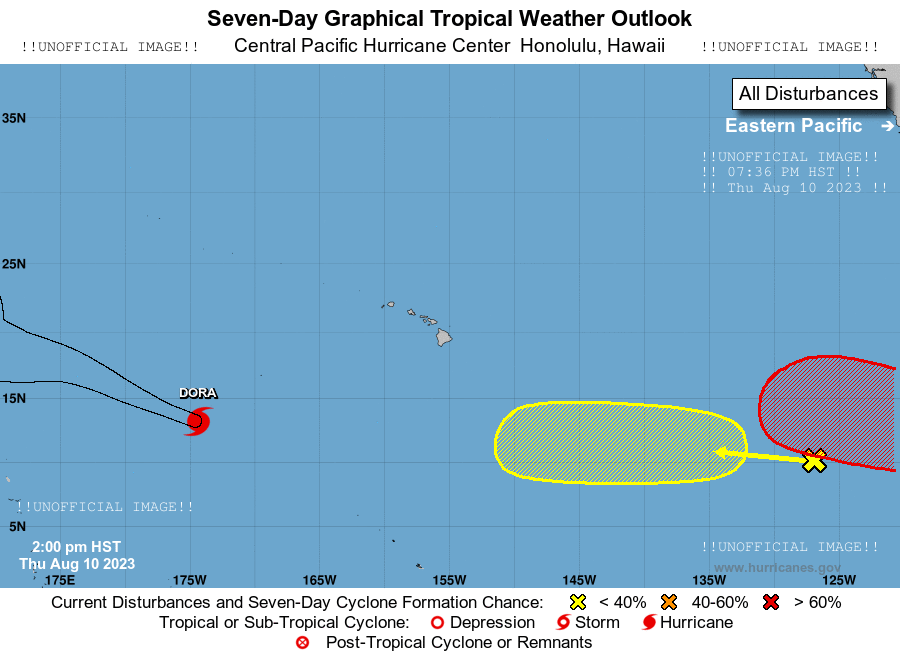 Seven-Day Graphical Tropical Weather Outlook
!!UNOFFICIAL IMAGE!! Central Pacific Hurricane Center Honolulu, Hawaii !!UNOFFICIAL IMAGE!!
All Disturbances
35N
Eastern Pacific
!!UNOFFICIAL IMAGE!!
!! 07:36 PM HST !!
!! Thu Aug 10 2023 !!
25N
DORA
15N
!!UNOFFICIAL IMAGE!!
5N
2:00 pm HST
Thu Aug 10 2023
!!UNOFFICIAL IMAGE!!
www.hurricanes.gov
175E 175W 165W 155W 145W 135W 125W
Current Disturbances and Seven-Day Cyclone Formation Chance: < 40% 40-60% > 60%
Tropical or Sub-Tropical Cyclone: Depression Storm Hurricane
Post-Tropical Cyclone or Remnants